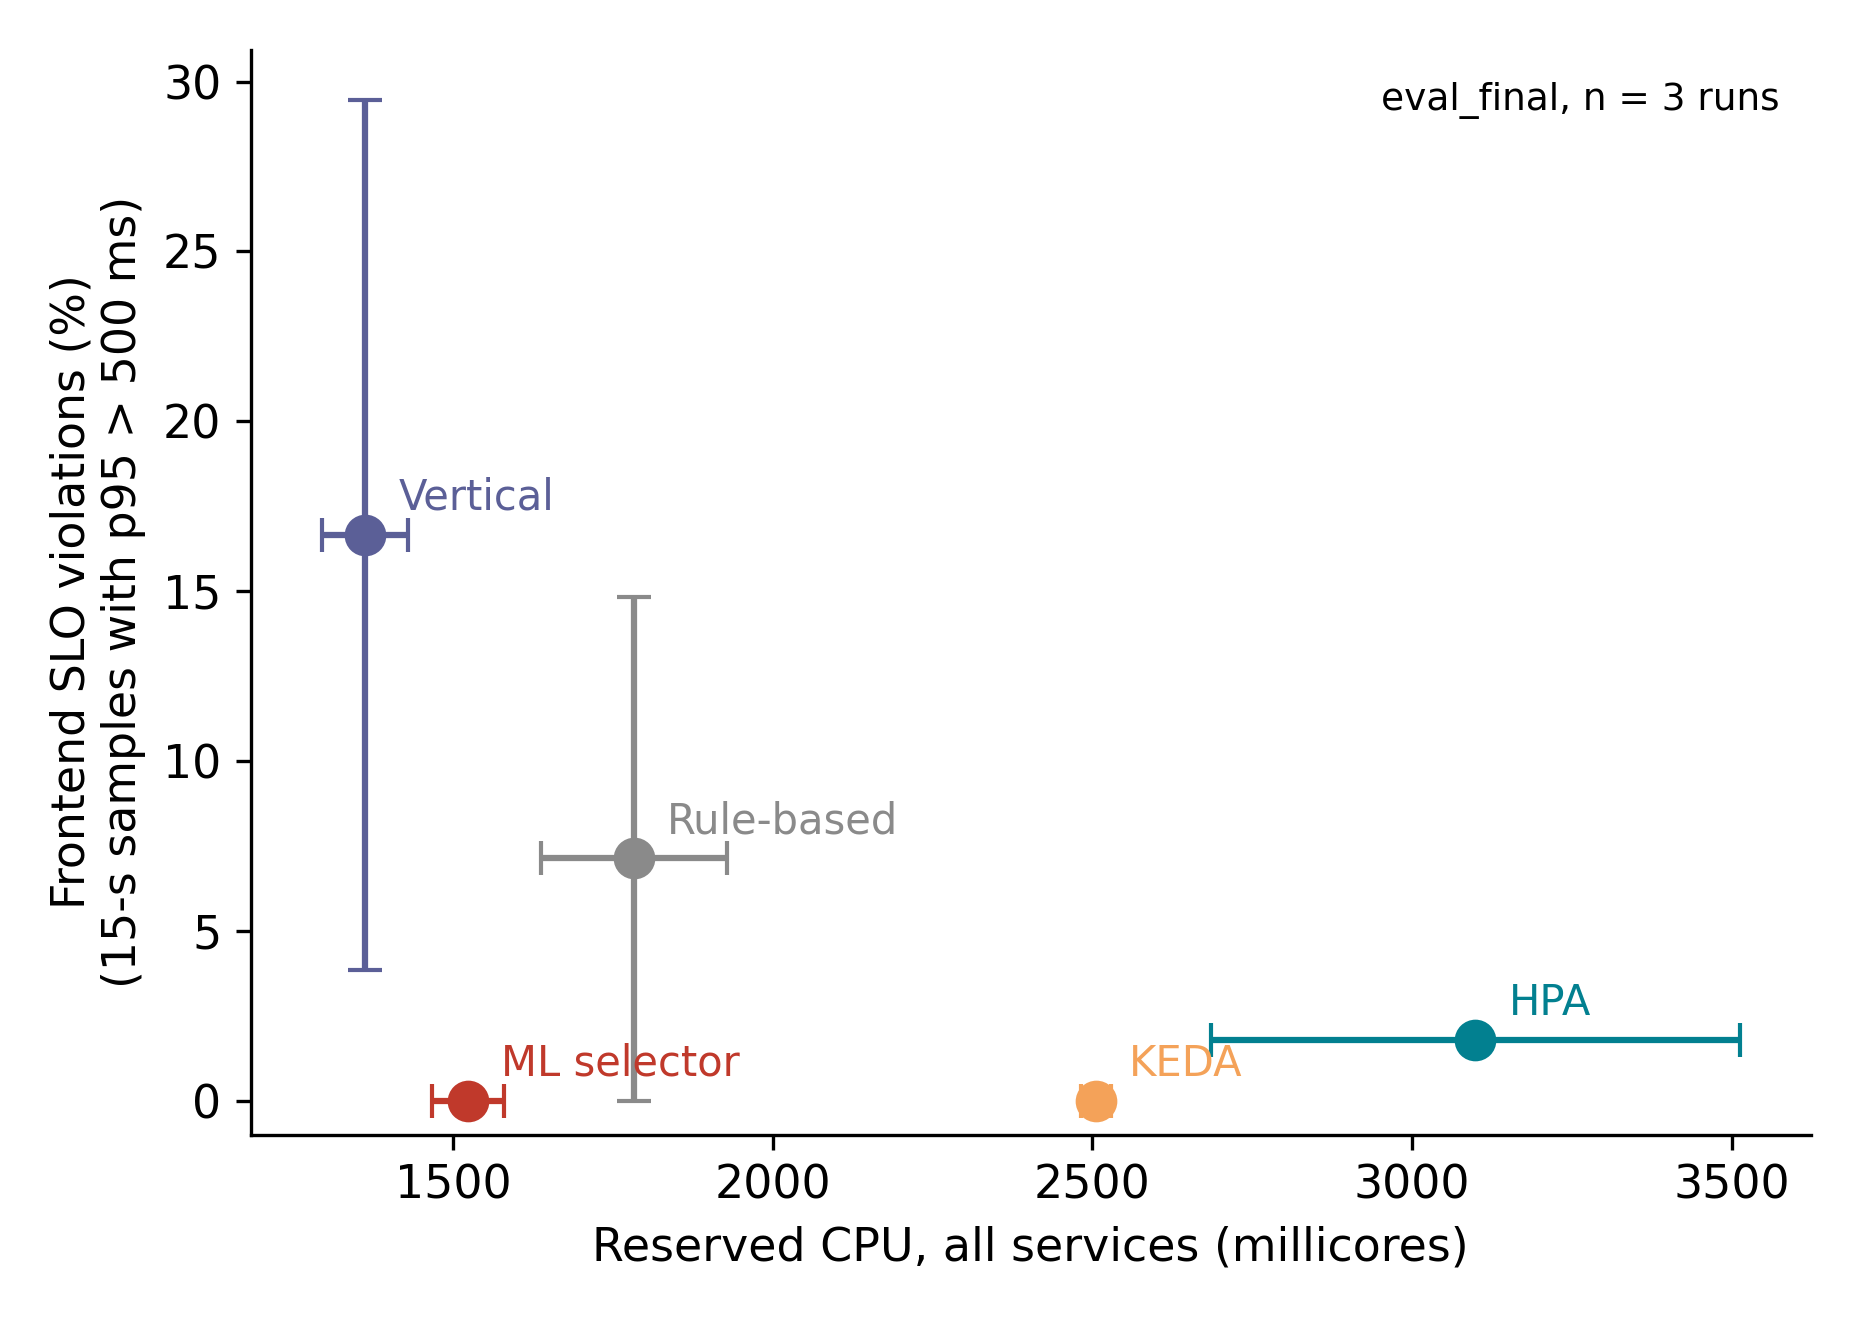 eval_final, n = 3 runs
Frontend SLO violations (%)
(15-s samples with p95 > 500 ms)
30
25
20
15
10
5
0
Vertical
Rule-based
ML selector
KEDA
HPA
1500
2000
2500
3000
3500
Reserved CPU, all services (millicores)